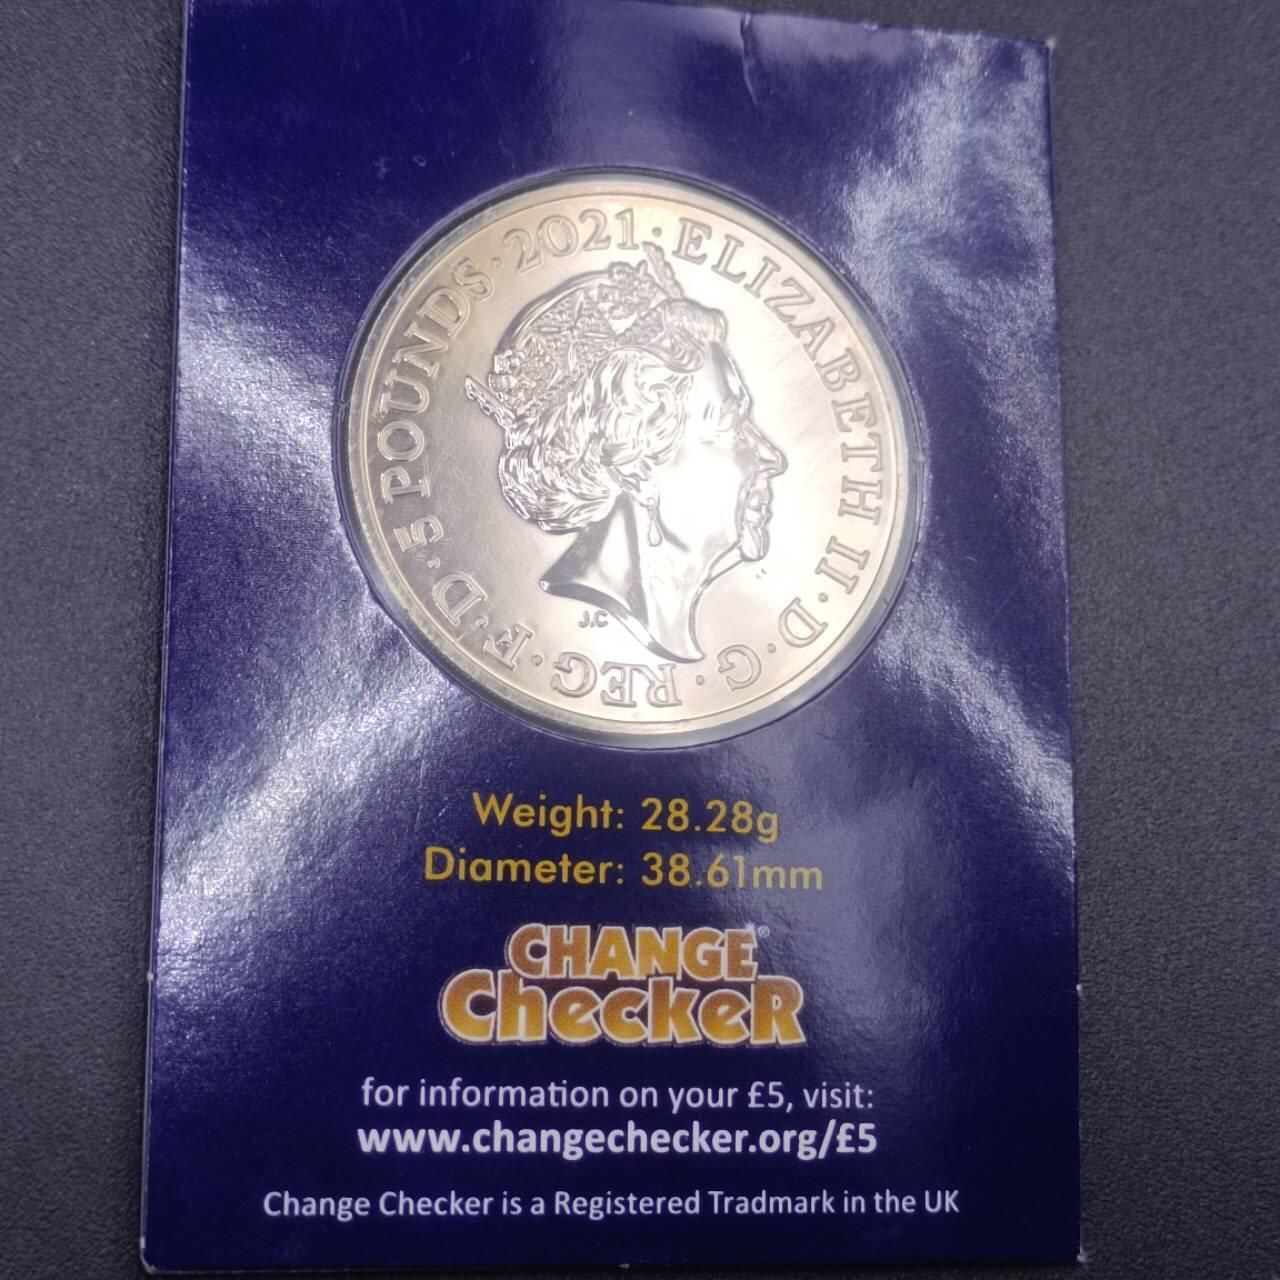 ELIZABETH II · D · G · REG · F · D · 5 POUNDS · 2021 ·
J.C
Weight: 28.28g
Diameter: 38.61mm
CHANGE®
CheckeR
for information on your £5, visit:
www.changechecker.org/£5
Change Checker is a Registered Tradmark in the UK